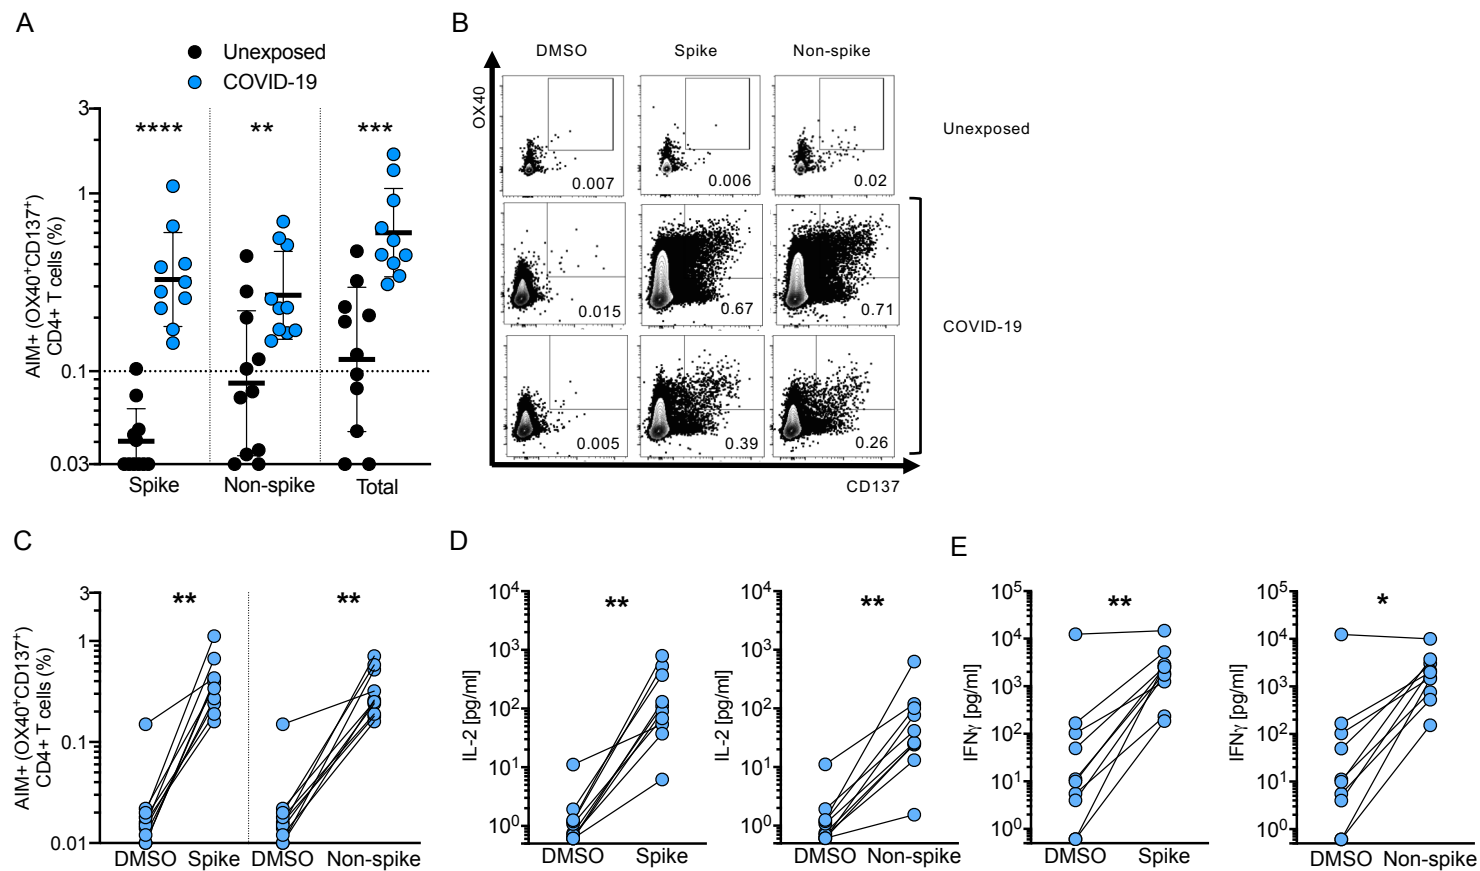 A
Unexposed
COVID-19
AIM+ (OX40⁺CD137⁺)
CD4+ T cells (%)
3
1
0.1
0.03
****
**
***
Spike
Non-spike
Total
B
DMSO
Spike
Non-spike
OX40
0.007
0.006
0.02
Unexposed
0.015
0.67
0.71
COVID-19
0.005
0.39
0.26
CD137
C
AIM+ (OX40⁺CD137⁺)
CD4+ T cells (%)
3
1
0.1
0.01
**
**
DMSO
Spike
DMSO
Non-spike
D
IL-2 [pg/ml]
10⁴
10³
10²
10¹
10⁰
**
DMSO
Spike
IL-2 [pg/ml]
10⁴
10³
10²
10¹
10⁰
**
DMSO
Non-spike
E
IFNγ [pg/ml]
10⁵
10⁴
10³
10²
10¹
10⁰
**
DMSO
Spike
IFNγ [pg/ml]
10⁵
10⁴
10³
10²
10¹
10⁰
*
DMSO
Non-spike